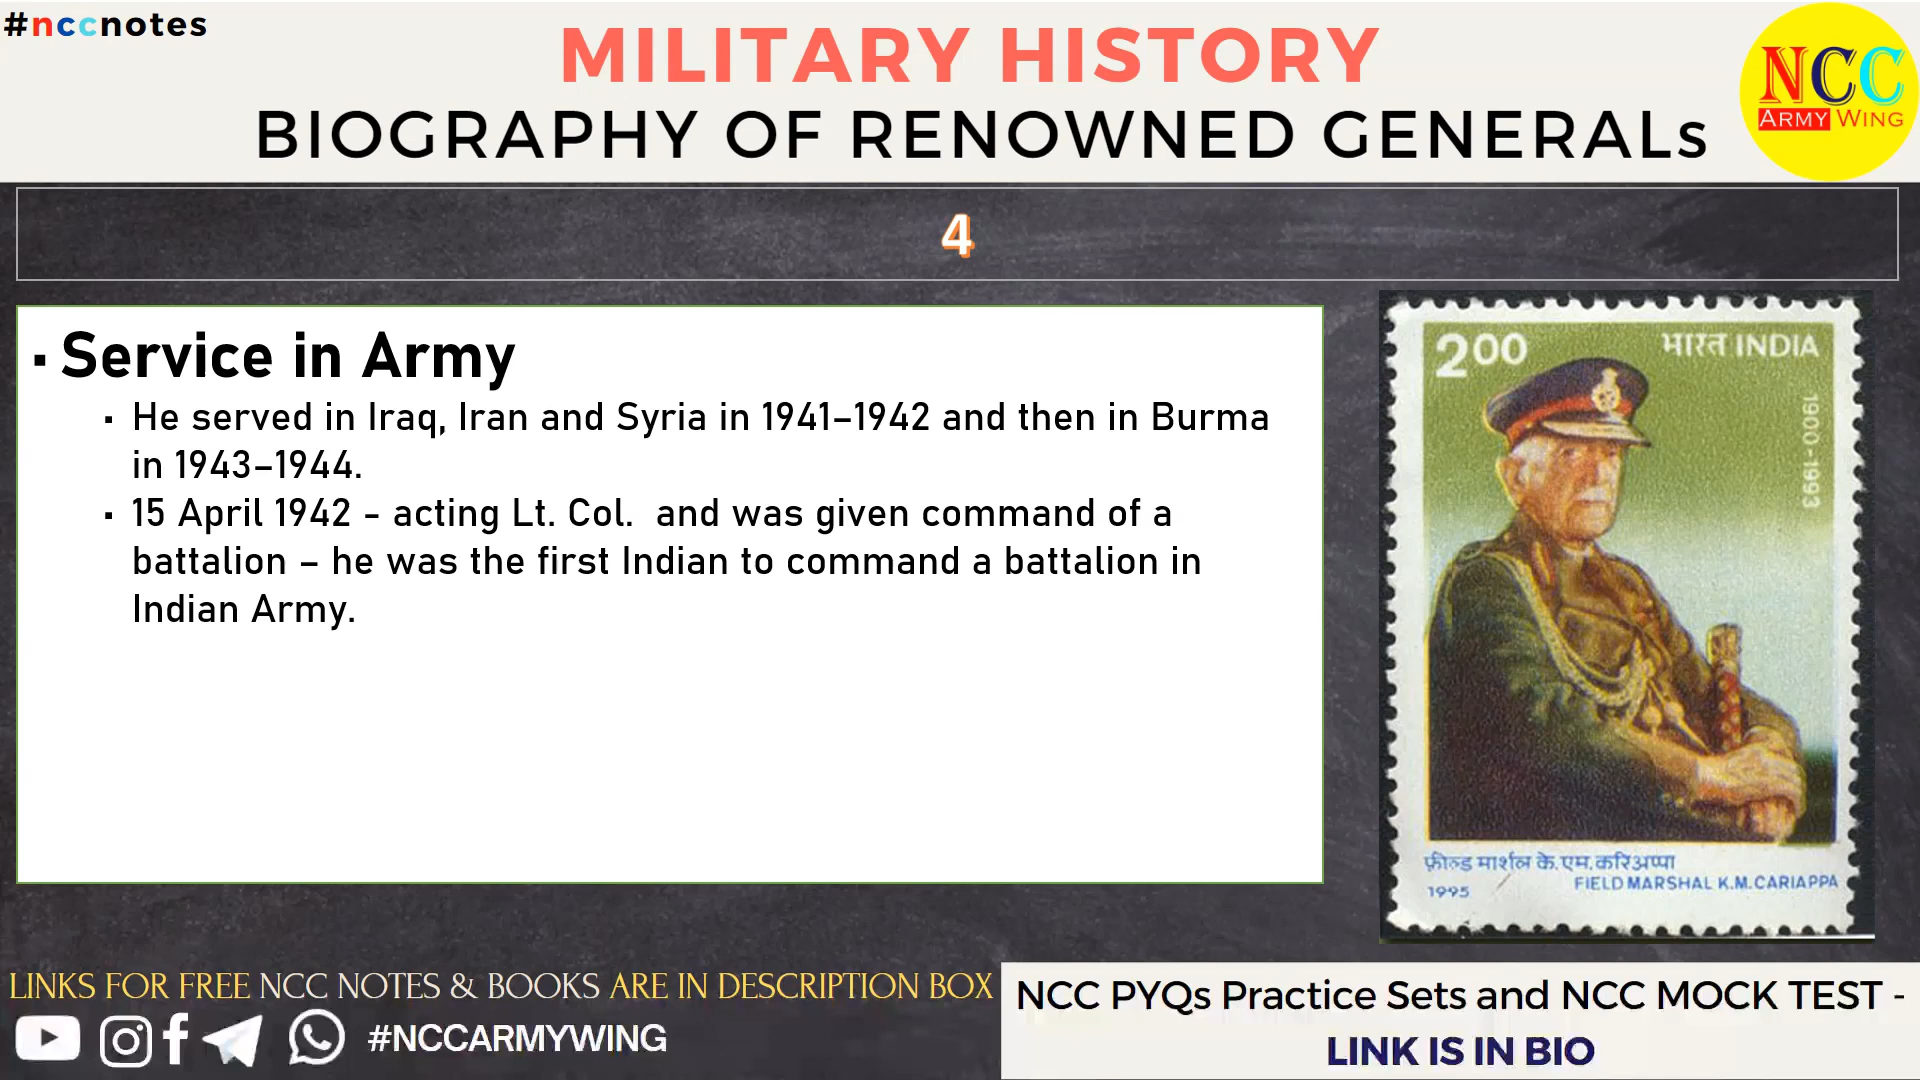 #nccnotes
MILITARY HISTORY
BIOGRAPHY OF RENOWNED GENERALs
NCC
ARMY WING
4
▪ Service in Army
▪ He served in Iraq, Iran and Syria in 1941–1942 and then in Burma
in 1943–1944.
▪ 15 April 1942 - acting Lt. Col.  and was given command of a
battalion – he was the first Indian to command a battalion in
Indian Army.
200
भारत INDIA
1900-1993
फ़ील्ड मार्शल के.एम.करिअप्पा
1995
FIELD MARSHAL K.M.CARIAPPA
LINKS FOR FREE NCC NOTES & BOOKS ARE IN DESCRIPTION BOX
#NCCARMYWING
NCC PYQs Practice Sets and NCC MOCK TEST -
LINK IS IN BIO